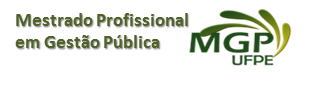 Mestrado Profissional
em Gestão Pública
MGP
UFPE